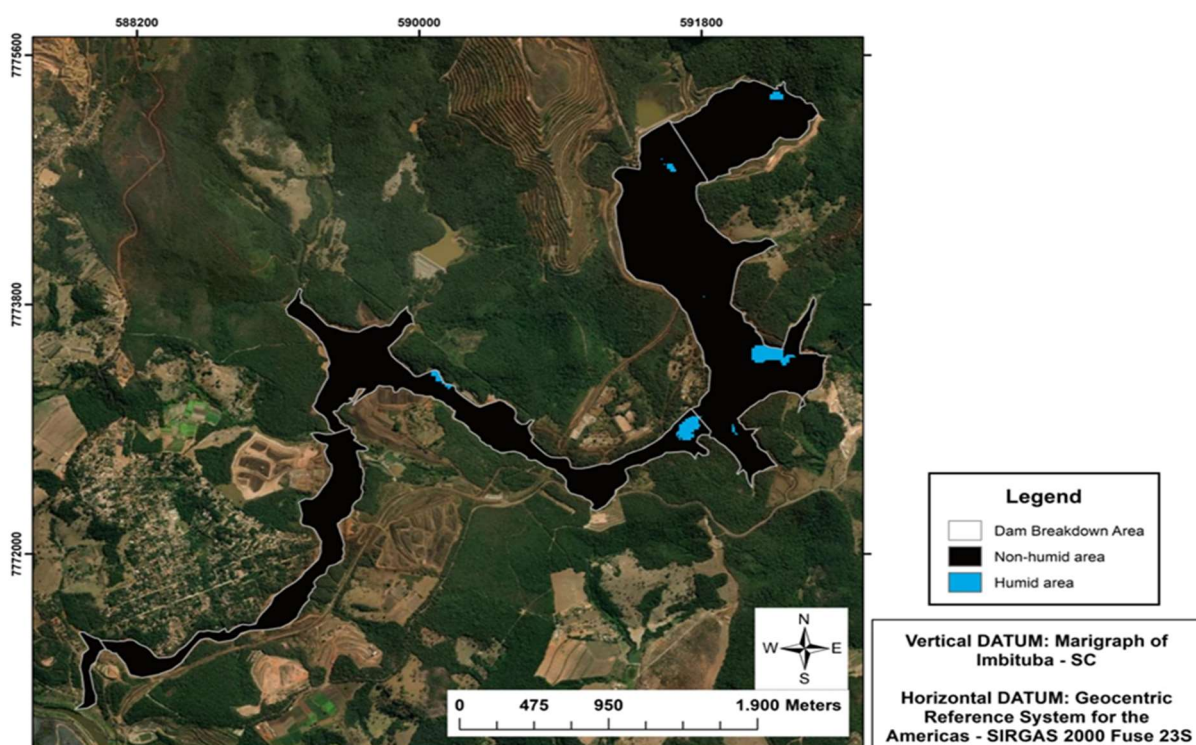 588200
590000
591800
7775600
7773800
7772000
Legend
Dam Breakdown Area
Non-humid area
Humid area
N
W
E
S
0 475 950 1.900 Meters
Vertical DATUM: Marigraph of
Imbituba - SC
Horizontal DATUM: Geocentric
Reference System for the
Americas - SIRGAS 2000 Fuse 23S